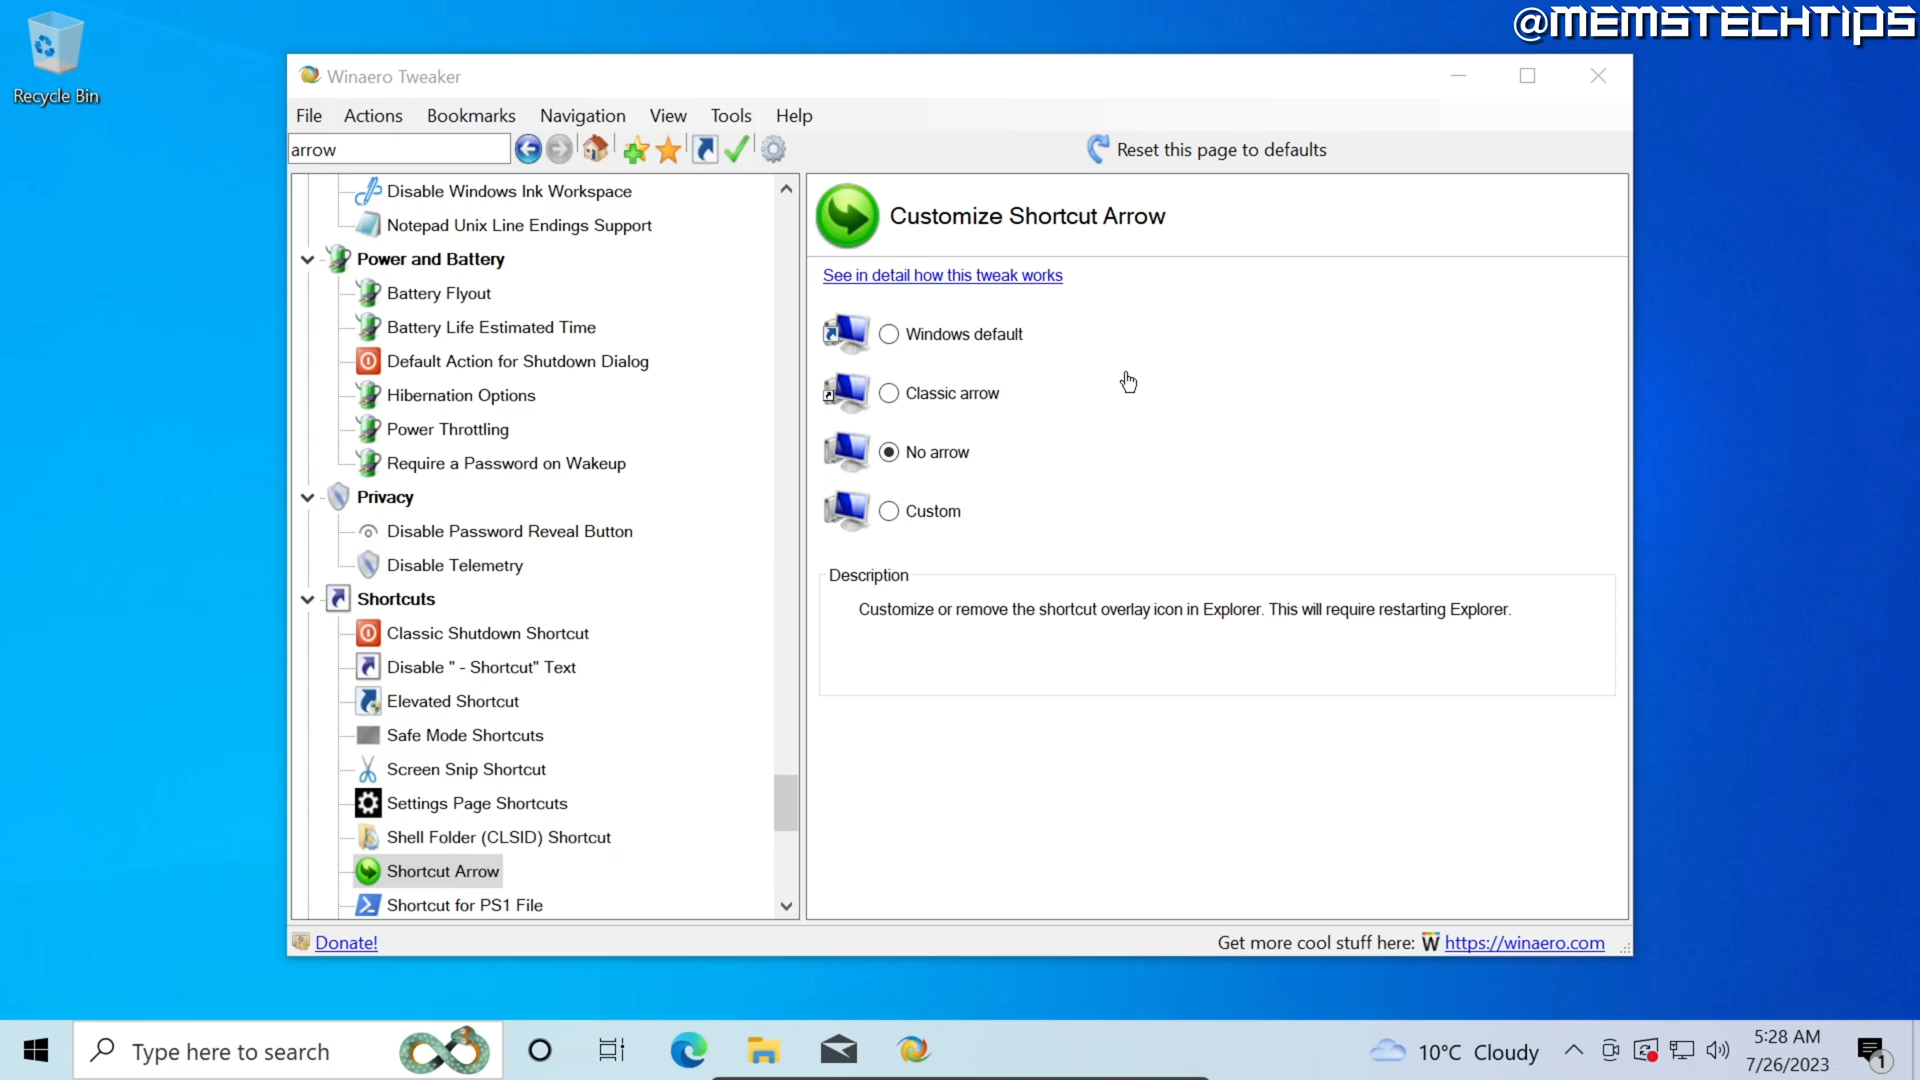 @MEMSTECHTIPS
Recycle Bin
Winaero Tweaker
File Actions Bookmarks Navigation View Tools Help
arrow
Reset this page to defaults
Disable Windows Ink Workspace
Notepad Unix Line Endings Support
Power and Battery
Battery Flyout
Battery Life Estimated Time
Default Action for Shutdown Dialog
Hibernation Options
Power Throttling
Require a Password on Wakeup
Privacy
Disable Password Reveal Button
Disable Telemetry
Shortcuts
Classic Shutdown Shortcut
Disable " - Shortcut" Text
Elevated Shortcut
Safe Mode Shortcuts
Screen Snip Shortcut
Settings Page Shortcuts
Shell Folder (CLSID) Shortcut
Shortcut Arrow
Shortcut for PS1 File
Customize Shortcut Arrow
See in detail how this tweak works
Windows default
Classic arrow
No arrow
Custom
Description
Customize or remove the shortcut overlay icon in Explorer. This will require restarting Explorer.
Donate!
Get more cool stuff here: W https://winaero.com
Type here to search
10°C Cloudy
5:28 AM
7/26/2023
1